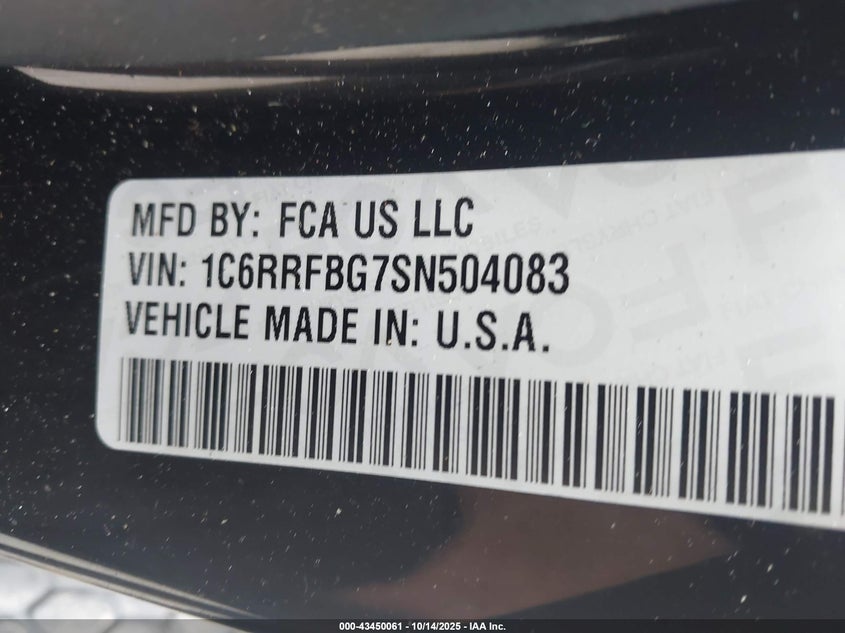 MFD BY: FCA US LLC
VIN: 1C6RRFBG7SN504083
VEHICLE MADE IN: U.S.A.
000-43450061 - 10/14/2025 - IAA Inc.